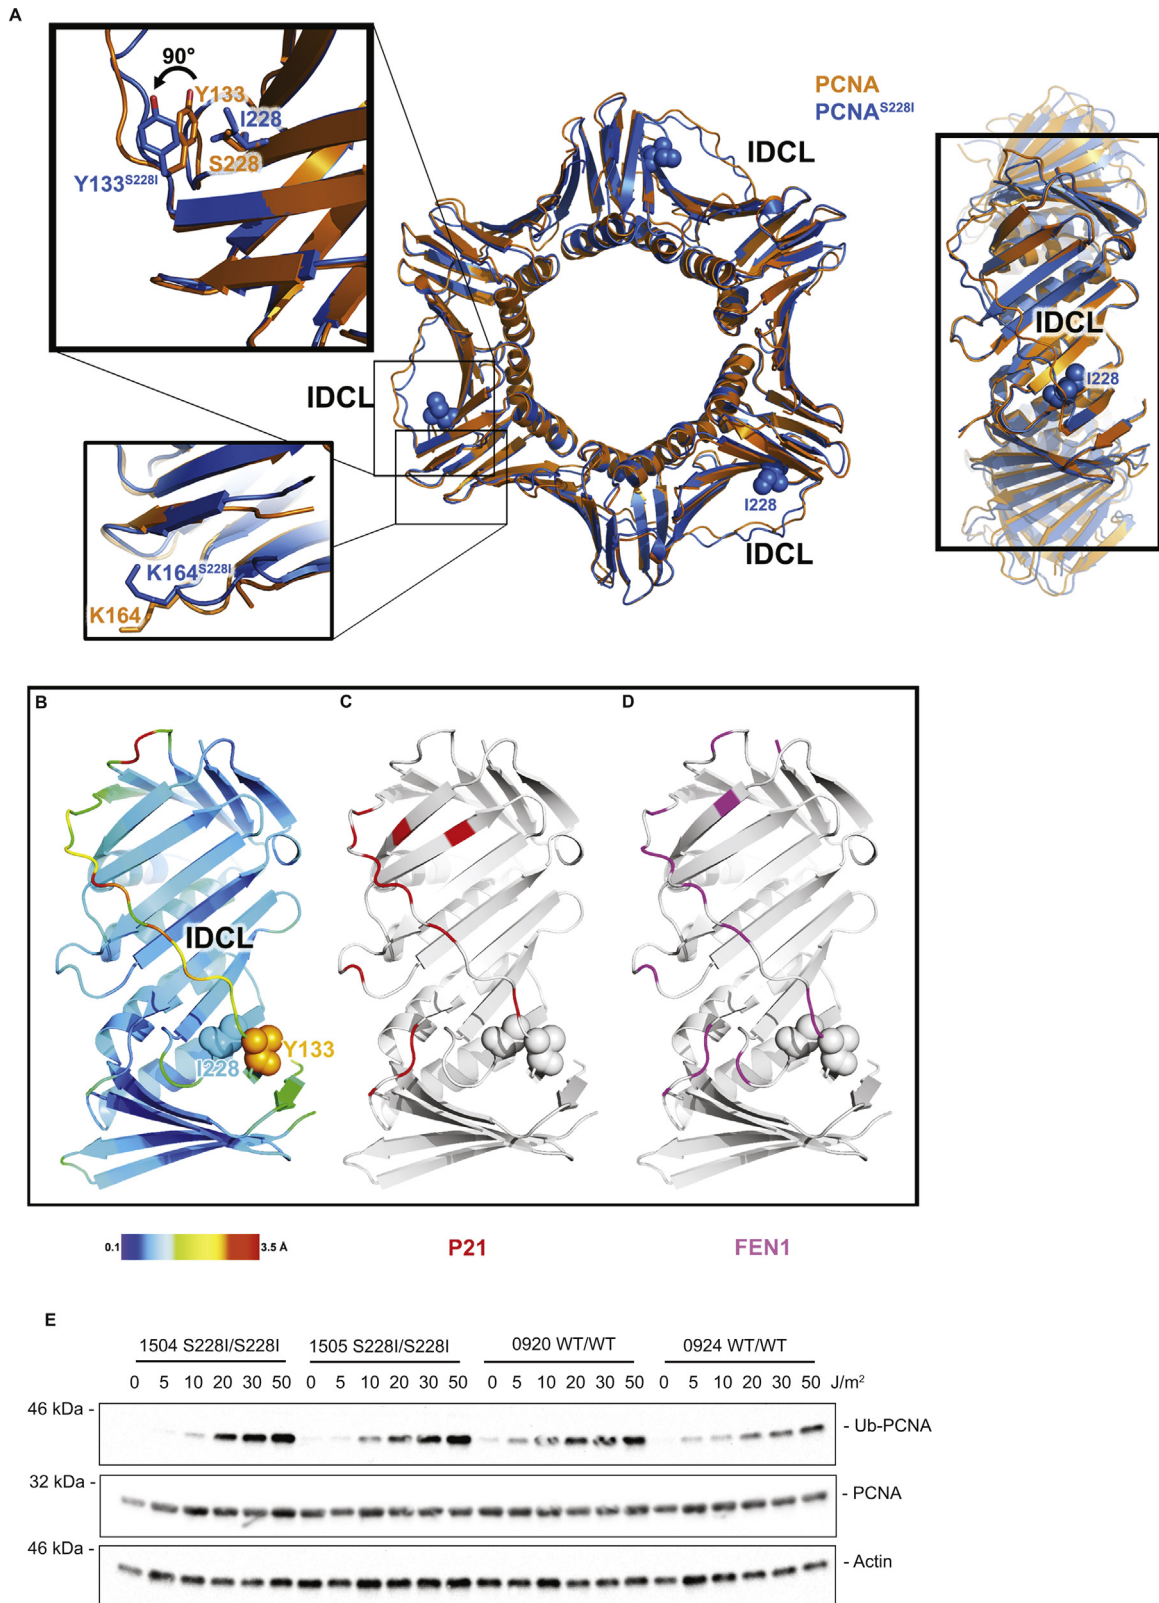 A
90°
Y133
I228
S228
Y133S228I
PCNA
PCNAS228I
IDCL
IDCL
I228
IDCL
I228
IDCL
K164S228I
K164
B
C
D
IDCL
I228
Y133
0.1
3.5 Å
P21
FEN1
E
1504 S228I/S228I 1505 S228I/S228I 0920 WT/WT 0924 WT/WT
0 5 10 20 30 50 0 5 10 20 30 50 0 5 10 20 30 50 0 5 10 20 30 50 J/m²
46 kDa -
- Ub-PCNA
32 kDa -
- PCNA
46 kDa -
- Actin